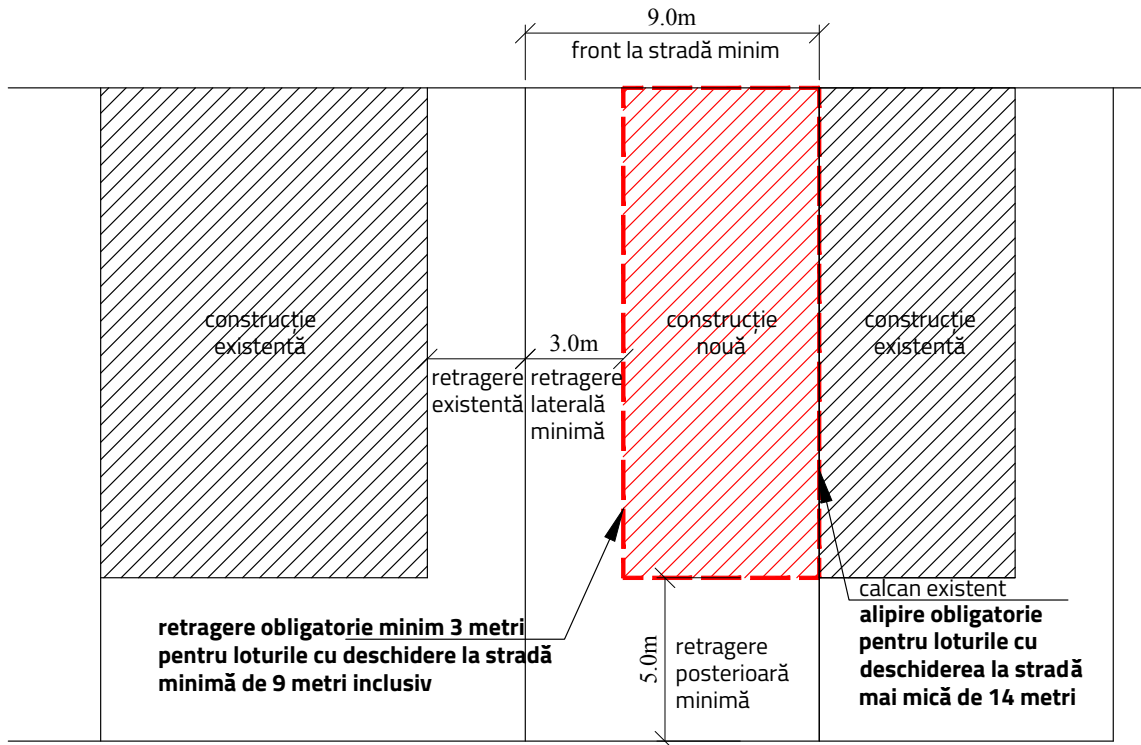 9.0m
front la stradă minim
construcție
existentă
construcție
nouă
construcție
existentă
3.0m
retragere
existentă
retragere
laterală
minimă
retragere obligatorie minim 3 metri
pentru loturile cu deschidere la stradă
minimă de 9 metri inclusiv
5.0m
retragere
posterioară
minimă
calcan existent
alipire obligatorie
pentru loturile cu
deschiderea la stradă
mai mică de 14 metri